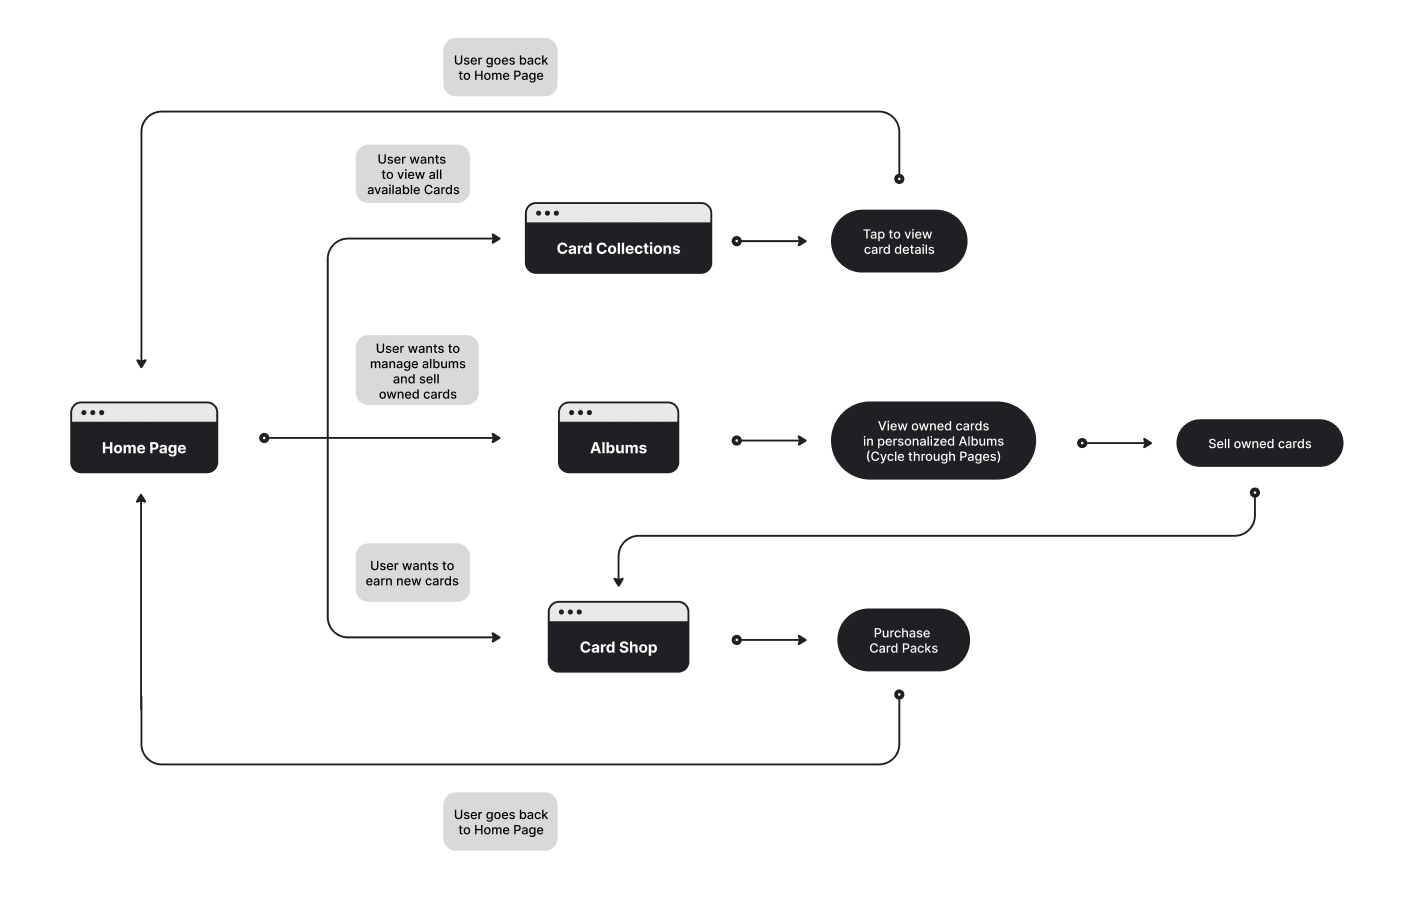 User goes back
to Home Page
User wants
to view all
available Cards
Card Collections
Tap to view
card details
User wants to
manage albums
and sell
owned cards
Home Page
Albums
View owned cards
in personalized Albums
(Cycle through Pages)
Sell owned cards
User wants to
earn new cards
Card Shop
Purchase
Card Packs
User goes back
to Home Page